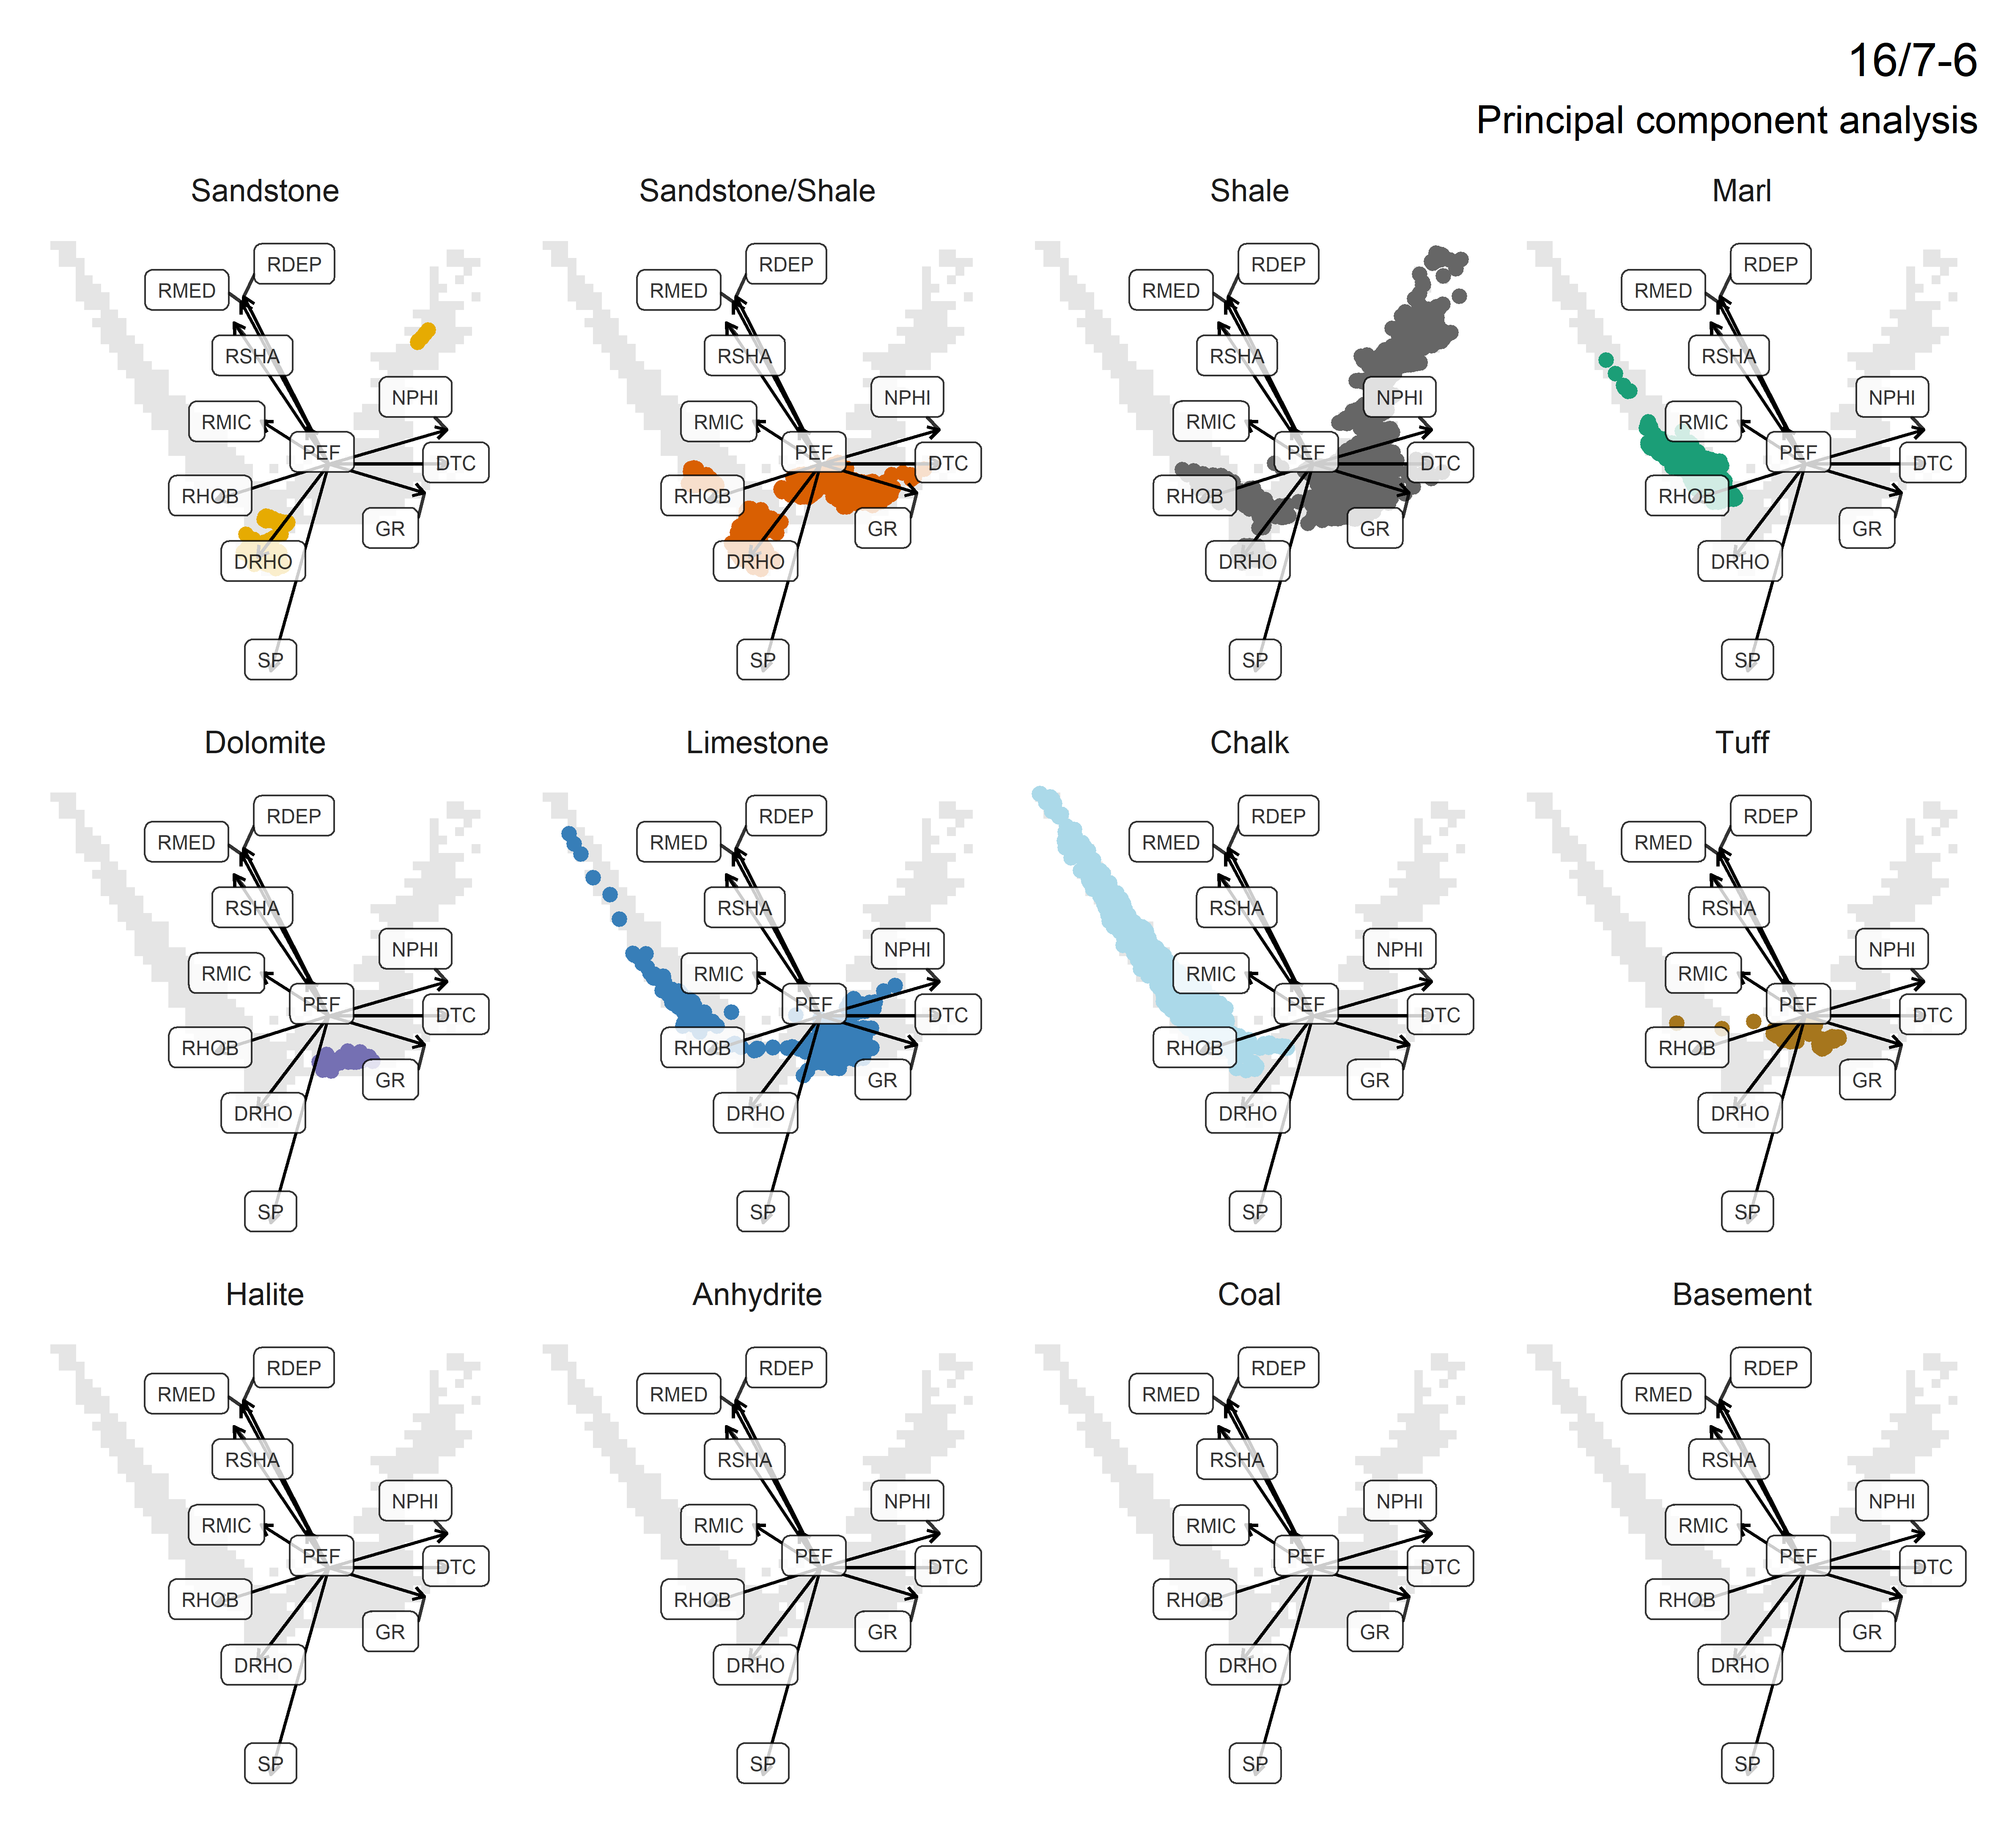 16/7-6
Principal component analysis
Sandstone
Sandstone/Shale
Shale
Marl
RDEP
RMED
RSHA
NPHI
RMIC
PEF
DTC
RHOB
GR
DRHO
SP
RDEP
RMED
RSHA
NPHI
RMIC
PEF
DTC
RHOB
GR
DRHO
SP
RDEP
RMED
RSHA
NPHI
RMIC
PEF
DTC
RHOB
GR
DRHO
SP
RDEP
RMED
RSHA
NPHI
RMIC
PEF
DTC
RHOB
GR
DRHO
SP
Dolomite
Limestone
Chalk
Tuff
RDEP
RMED
RSHA
NPHI
RMIC
PEF
DTC
RHOB
GR
DRHO
SP
RDEP
RMED
RSHA
NPHI
RMIC
PEF
DTC
RHOB
GR
DRHO
SP
RDEP
RMED
RSHA
NPHI
RMIC
PEF
DTC
RHOB
GR
DRHO
SP
RDEP
RMED
RSHA
NPHI
RMIC
PEF
DTC
RHOB
GR
DRHO
SP
Halite
Anhydrite
Coal
Basement
RDEP
RMED
RSHA
NPHI
RMIC
PEF
DTC
RHOB
GR
DRHO
SP
RDEP
RMED
RSHA
NPHI
RMIC
PEF
DTC
RHOB
GR
DRHO
SP
RDEP
RMED
RSHA
NPHI
RMIC
PEF
DTC
RHOB
GR
DRHO
SP
RDEP
RMED
RSHA
NPHI
RMIC
PEF
DTC
RHOB
GR
DRHO
SP